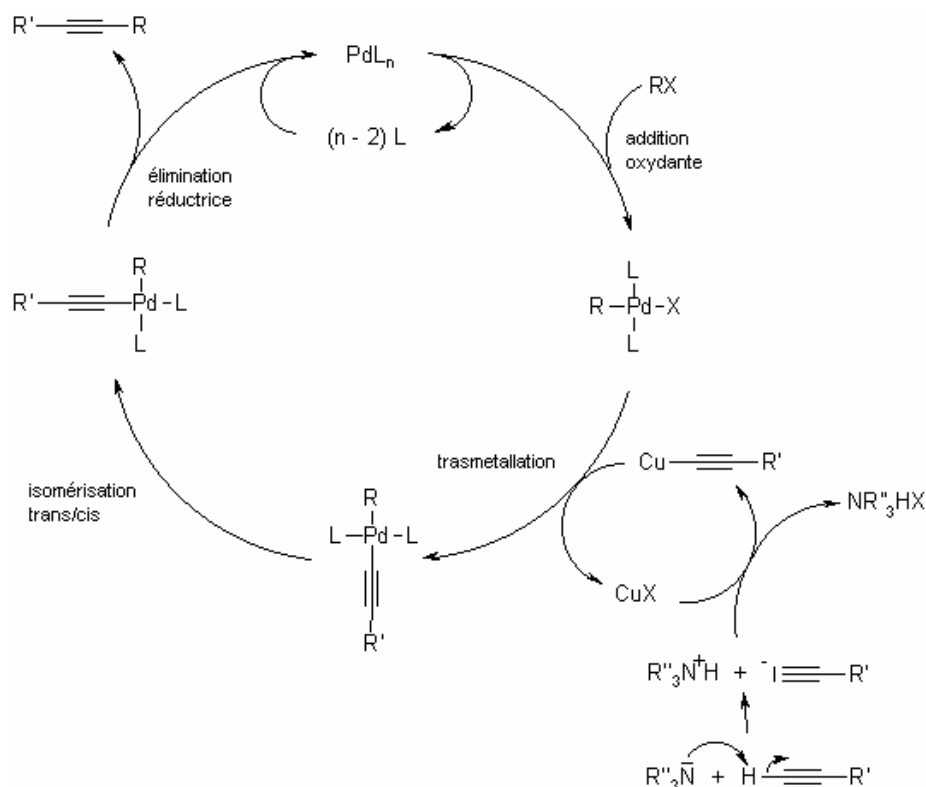 R' R
PdLn
RX
(n - 2) L
addition
oxydante
élimination
réductrice
R
R' Pd L
L
L
R Pd X
L
trasmetallation
Cu R'
isomérisation
trans/cis
NR"3HX
R
L Pd L
R'
CuX
R"3N+H + - I R'
R"3N + H R'